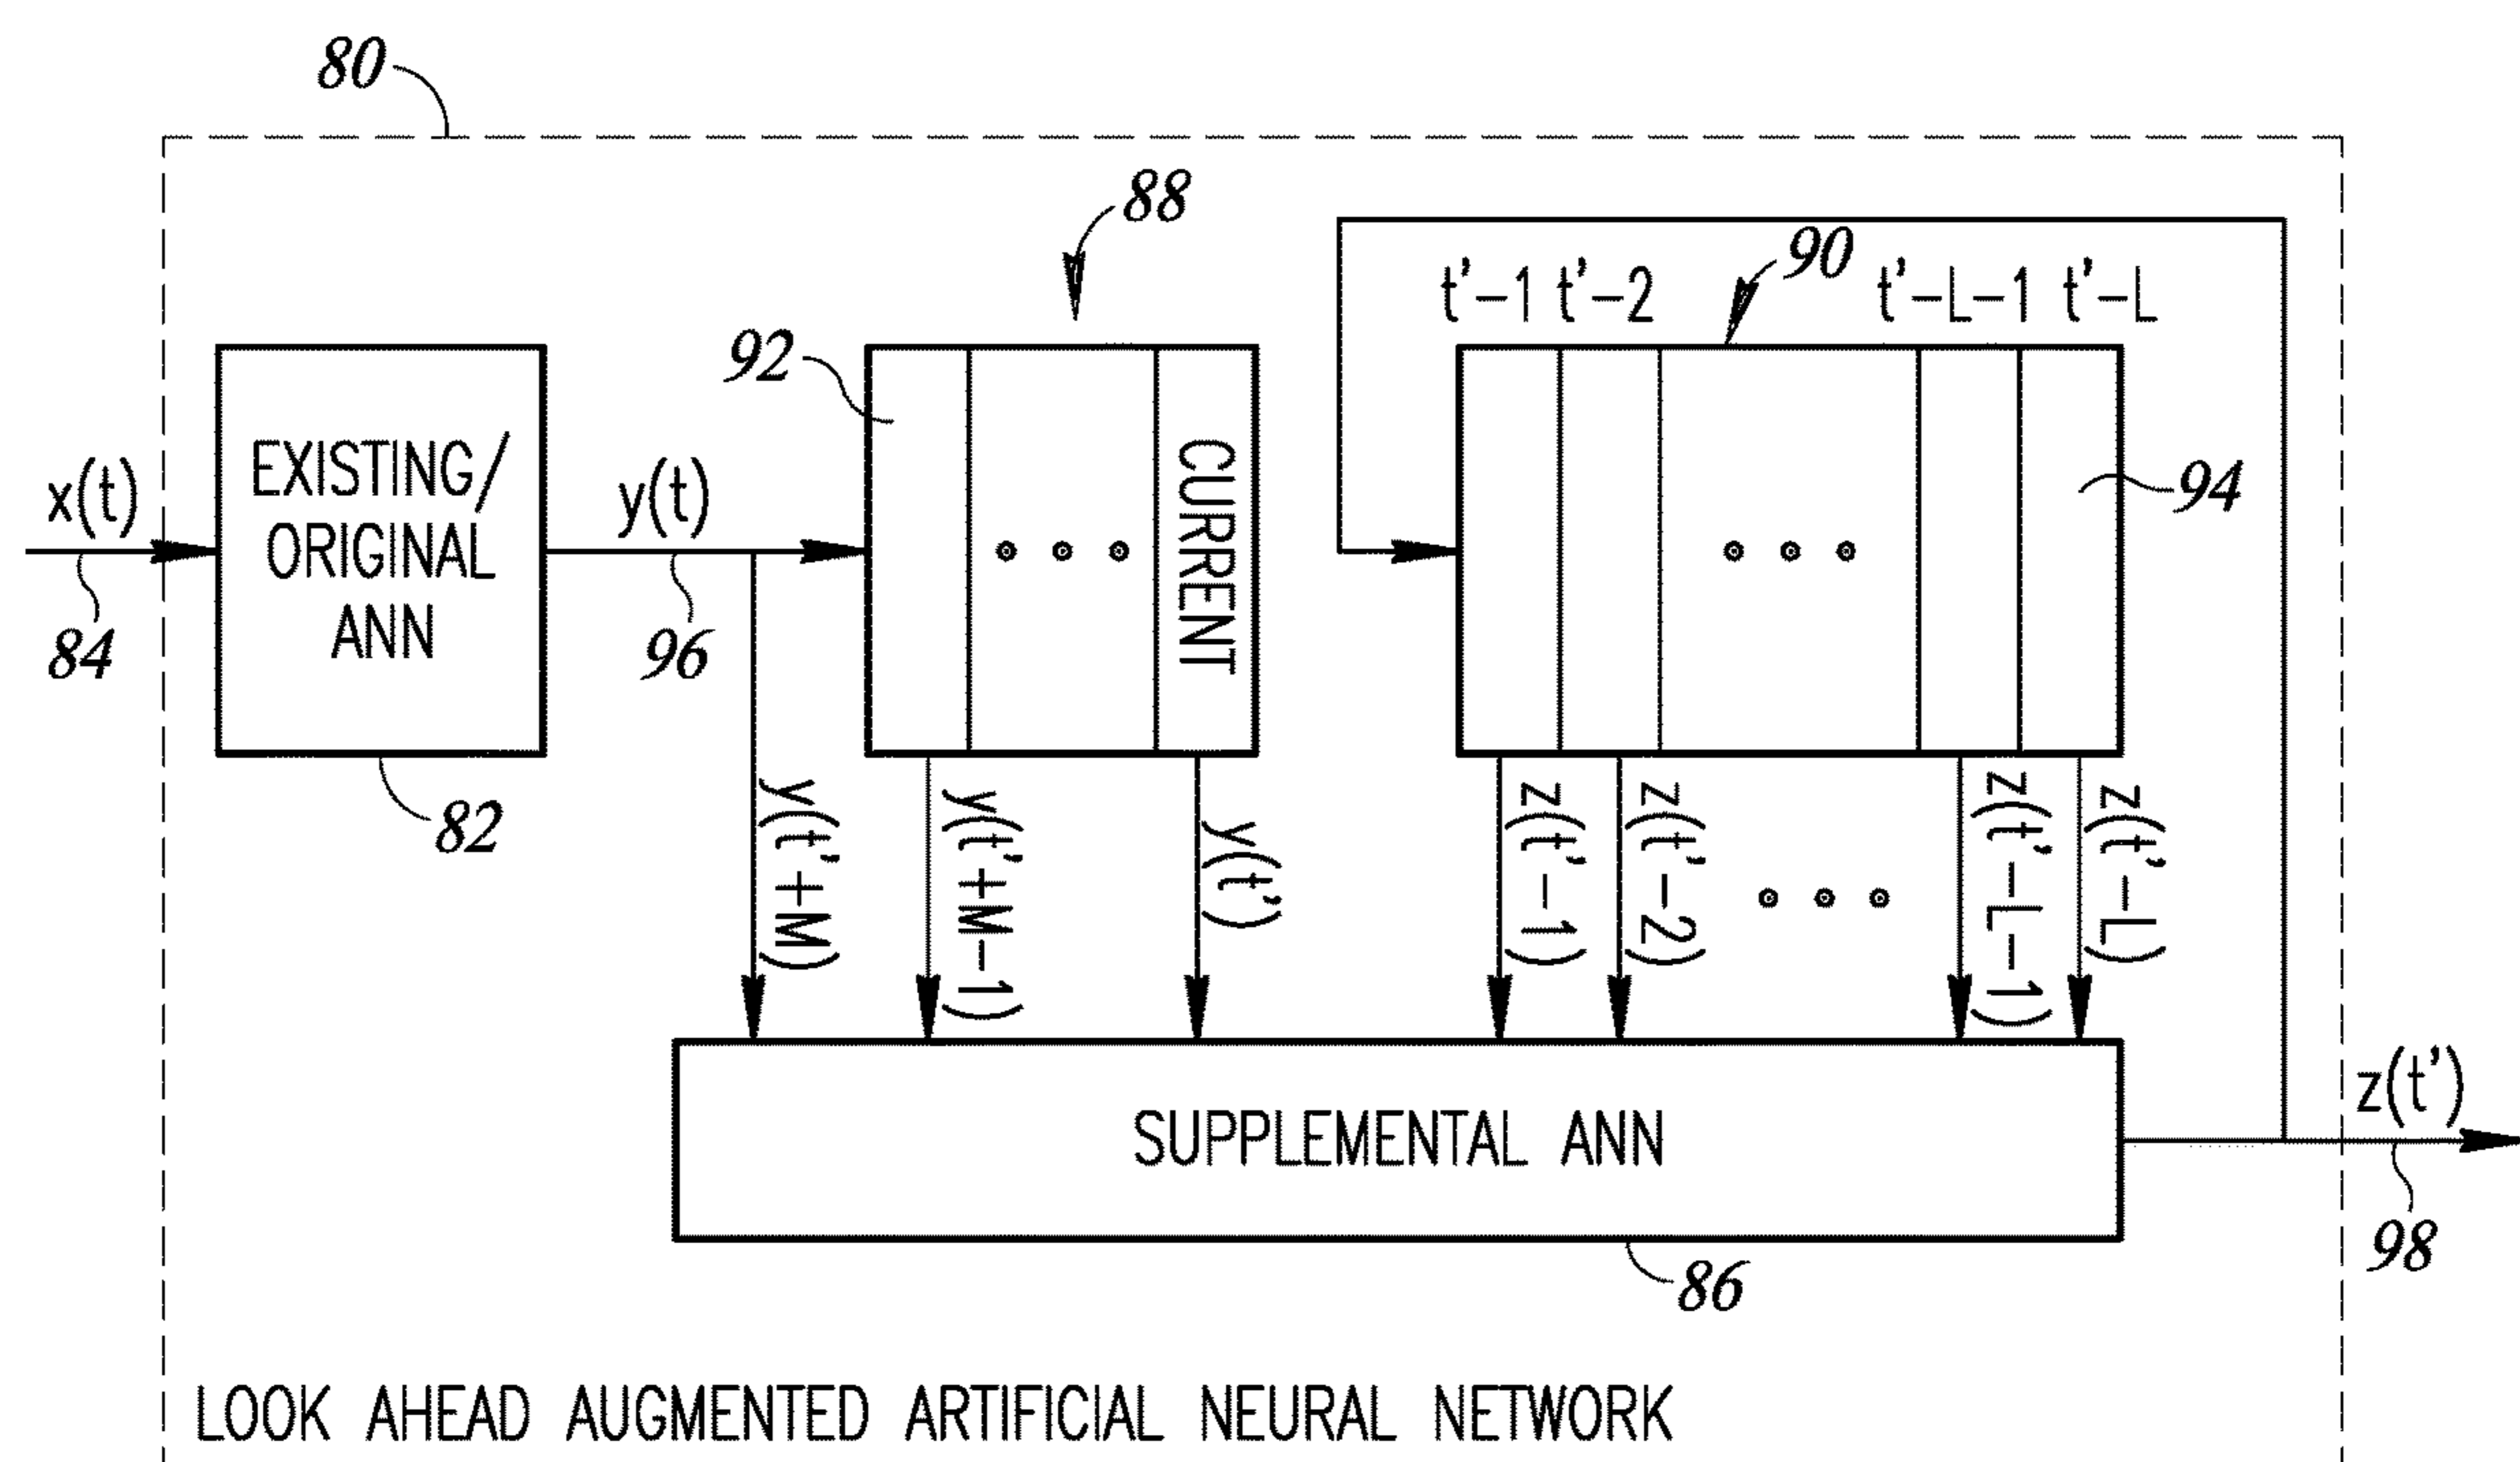 80
88
90
t'-1 t'-2
t'-L-1 t'-L
92
CURRENT
x(t)
EXISTING/
ORIGINAL
ANN
y(t)
94
84
96
82
y(t'+M)
y(t'+M-1)
y(t')
z(t'-1)
z(t'-2)
z(t'-L-1)
z(t'-L)
SUPPLEMENTAL ANN
z(t')
98
86
LOOK AHEAD AUGMENTED ARTIFICIAL NEURAL NETWORK